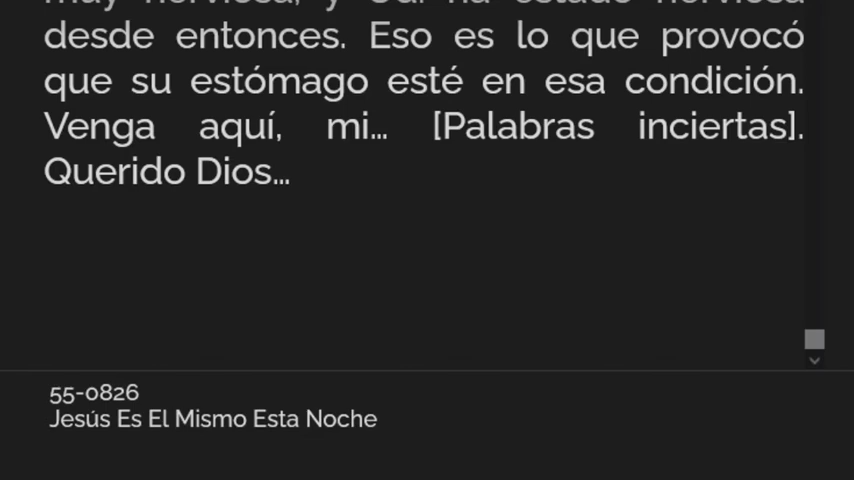 desde entonces. Eso es lo que provocó
que su estómago esté en esa condición.
Venga aquí, mi... [Palabras inciertas].
Querido Dios...
55-0826
Jesús Es El Mismo Esta Noche